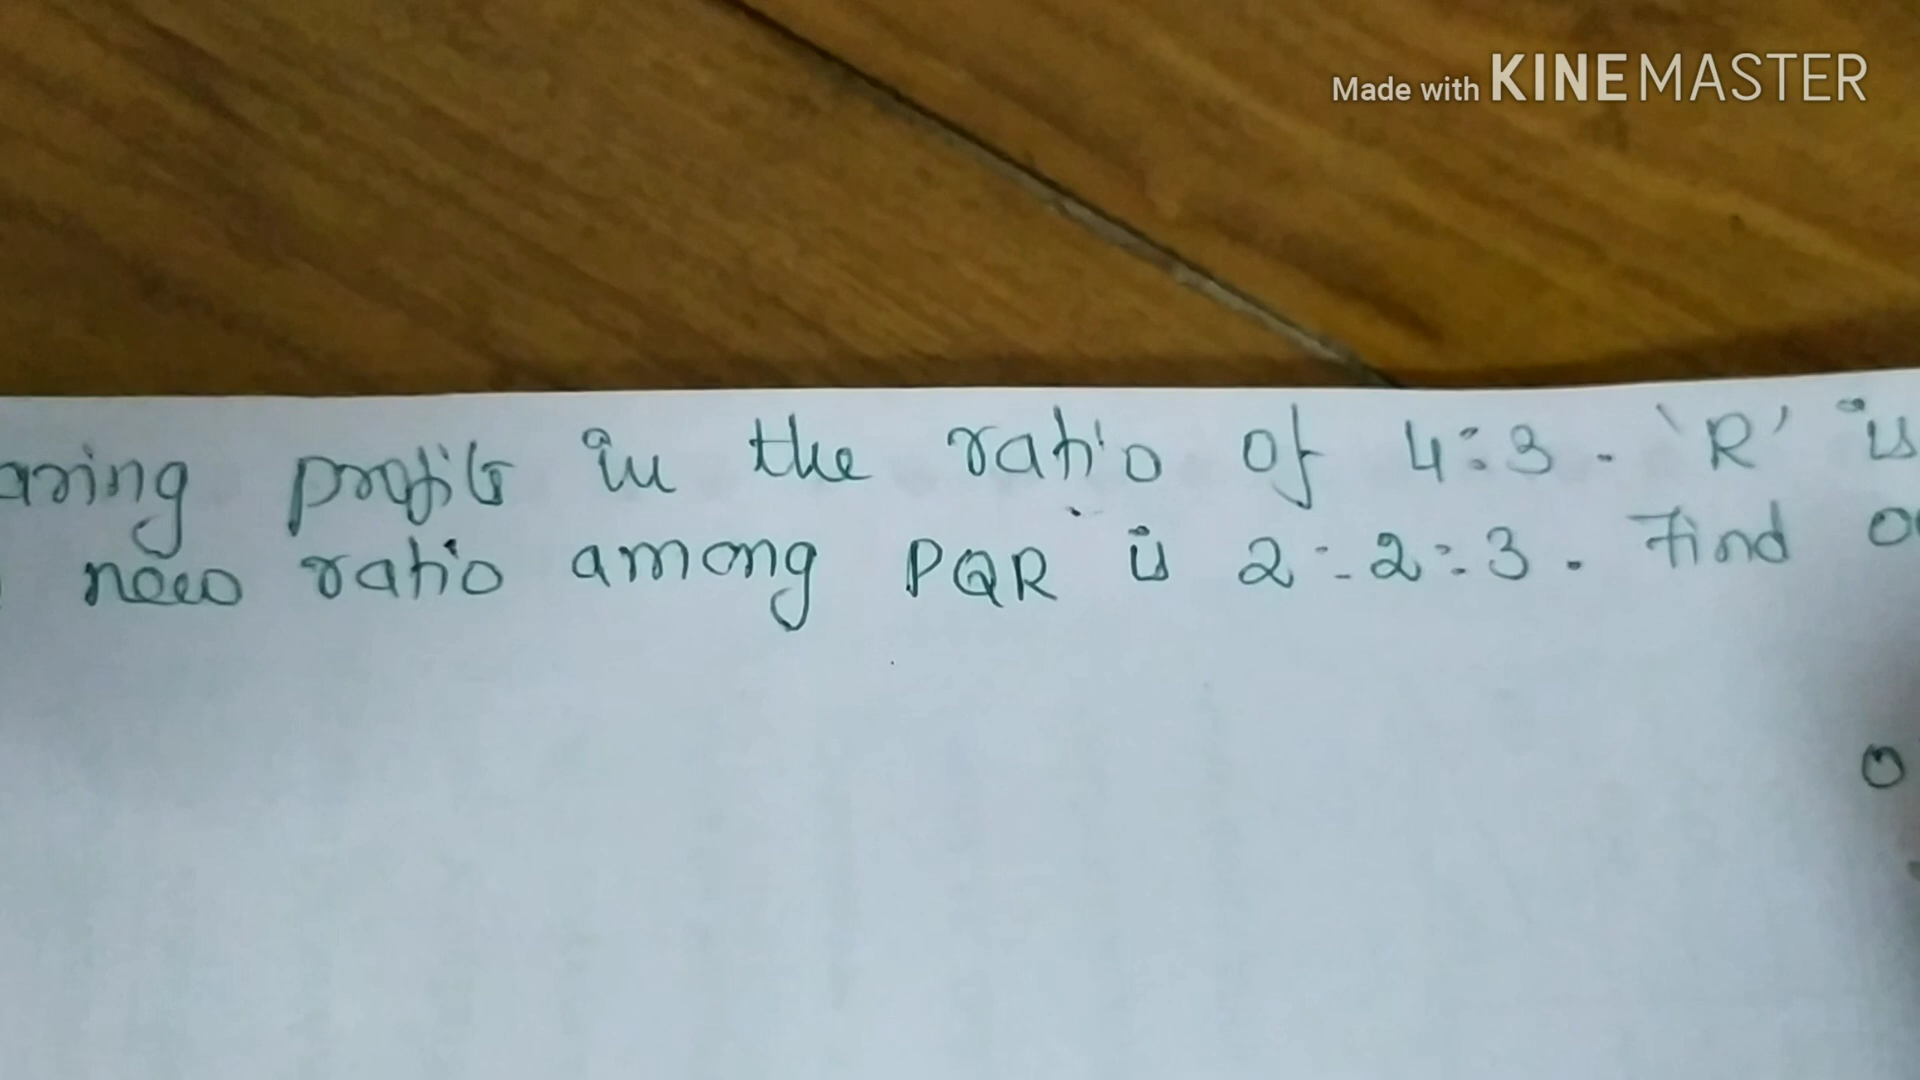 Made with KINEMASTER
aring profits in the ratio of 4:3. 'R' is
new ratio among PQR is 2:2:3. Find